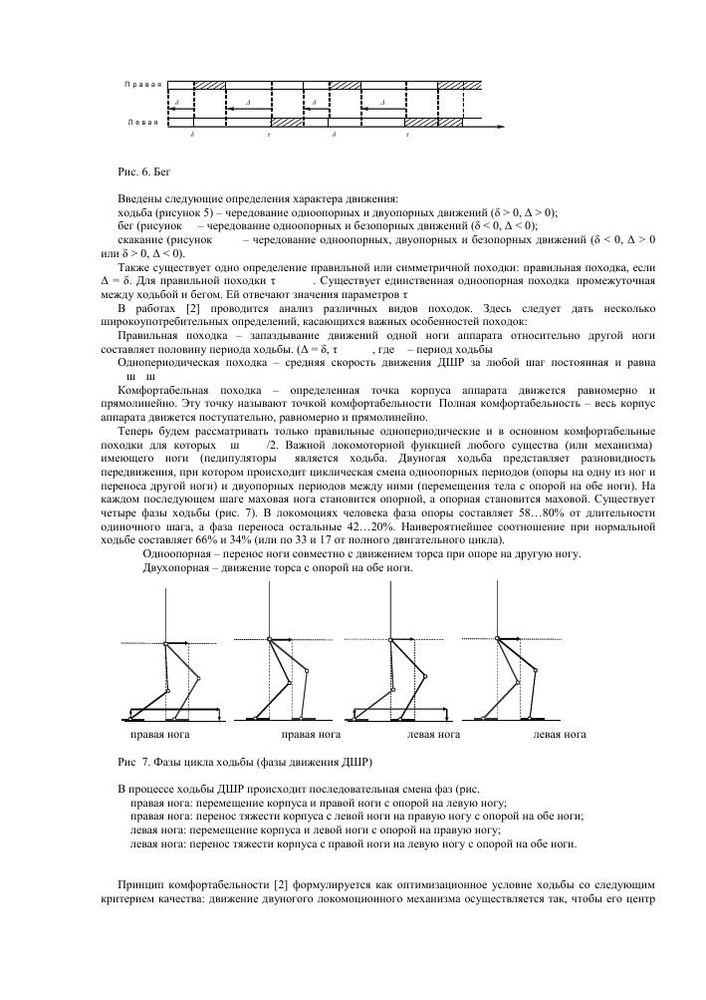 Правая
δ Δ δ Δ
Левая
δ τ δ τ
Рис. 6. Бег
Введены следующие определения характера движения:
ходьба (рисунок 5) – чередование одноопорных и двуопорных движений (δ > 0, Δ > 0);
бег (рисунок – чередование одноопорных и безопорных движений (δ < 0, Δ < 0);
скакание (рисунок – чередование одноопорных, двуопорных и безопорных движений (δ < 0, Δ > 0
или δ > 0, Δ < 0).
Также существует одно определение правильной или симметричной походки: правильная походка, если
Δ = δ. Для правильной походки τ . Существует единственная одноопорная походка промежуточная
между ходьбой и бегом. Ей отвечают значения параметров τ
В работах [2] проводится анализ различных видов походок. Здесь следует дать несколько
широкоупотребительных определений, касающихся важных особенностей походок:
Правильная походка – запаздывание движений одной ноги аппарата относительно другой ноги
составляет половину периода ходьбы. (Δ = δ, τ , где – период ходьбы
Однопериодическая походка – средняя скорость движения ДШР за любой шаг постоянная и равна
ш ш
Комфортабельная походка – определенная точка корпуса аппарата движется равномерно и
прямолинейно. Эту точку называют точкой комфортабельности Полная комфортабельность – весь корпус
аппарата движется поступательно, равномерно и прямолинейно.
Теперь будем рассматривать только правильные однопериодические и в основном комфортабельные
походки для которых ш /2. Важной локомоторной функцией любого существа (или механизма)
имеющего ноги (педипуляторы является ходьба. Двуногая ходьба представляет разновидность
передвижения, при котором происходит циклическая смена одноопорных периодов (опоры на одну из ног и
переноса другой ноги) и двуопорных периодов между ними (перемещения тела с опорой на обе ноги). На
каждом последующем шаге маховая нога становится опорной, а опорная становится маховой. Существует
четыре фазы ходьбы (рис. 7). В локомоциях человека фаза опоры составляет 58…80% от длительности
одиночного шага, а фаза переноса остальные 42…20%. Наивероятнейшее соотношение при нормальной
ходьбе составляет 66% и 34% (или по 33 и 17 от полного двигательного цикла).
Одноопорная – перенос ноги совместно с движением торса при опоре на другую ногу.
Двухопорная – движение торса с опорой на обе ноги.
правая нога правая нога левая нога левая нога
Рис 7. Фазы цикла ходьбы (фазы движения ДШР)
В процессе ходьбы ДШР происходит последовательная смена фаз (рис.
правая нога: перемещение корпуса и правой ноги с опорой на левую ногу;
правая нога: перенос тяжести корпуса с левой ноги на правую ногу с опорой на обе ноги;
левая нога: перемещение корпуса и левой ноги с опорой на правую ногу;
левая нога: перенос тяжести корпуса с правой ноги на левую ногу с опорой на обе ноги.
Принцип комфортабельности [2] формулируется как оптимизационное условие ходьбы со следующим
критерием качества: движение двуногого локомоционного механизма осуществляется так, чтобы его центр